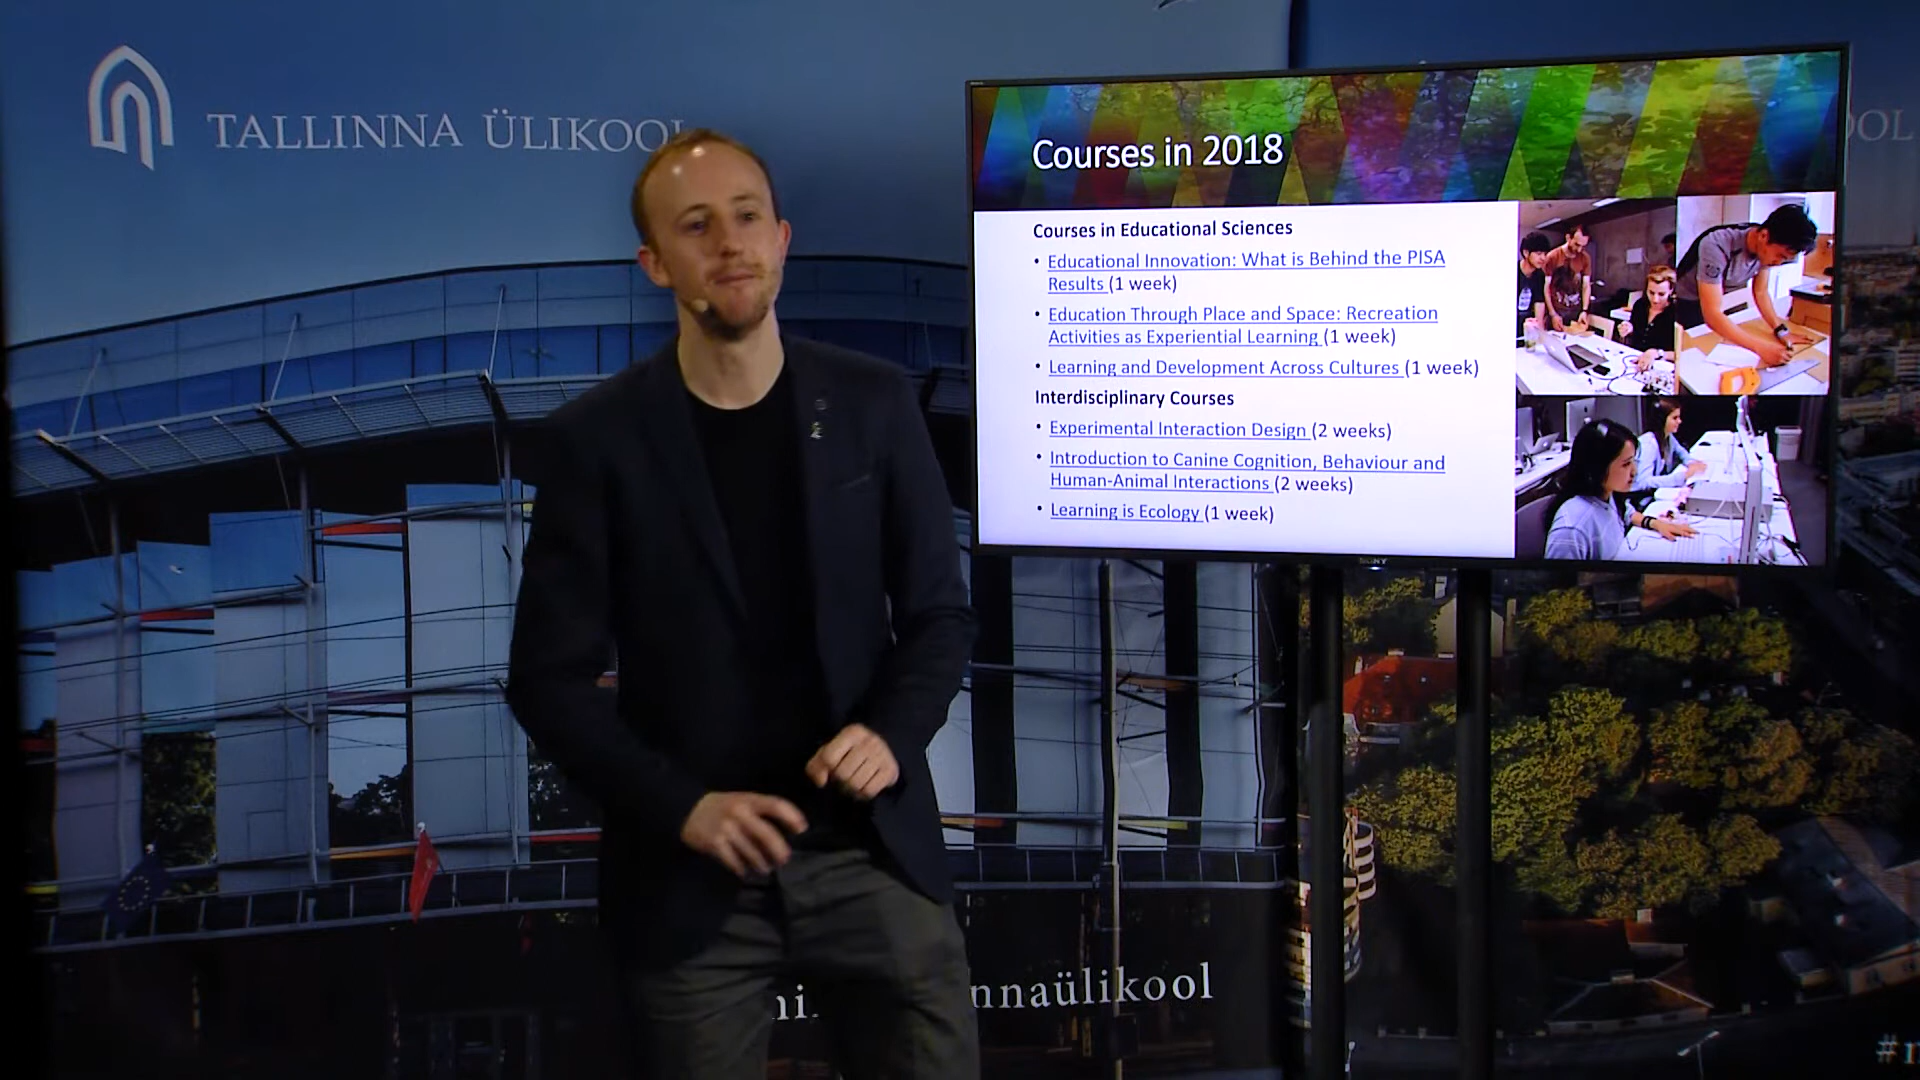 TALLINNA ÜLIKOOL
Courses in 2018
Courses in Educational Sciences
• Educational Innovation: What is Behind the PISA
Results (1 week)
• Education Through Place and Space: Recreation
Activities as Experiential Learning (1 week)
• Learning and Development Across Cultures (1 week)
Interdisciplinary Courses
• Experimental Interaction Design (2 weeks)
• Introduction to Canine Cognition, Behaviour and
Human-Animal Interactions (2 weeks)
• Learning is Ecology (1 week)
SONY
nnaülikool